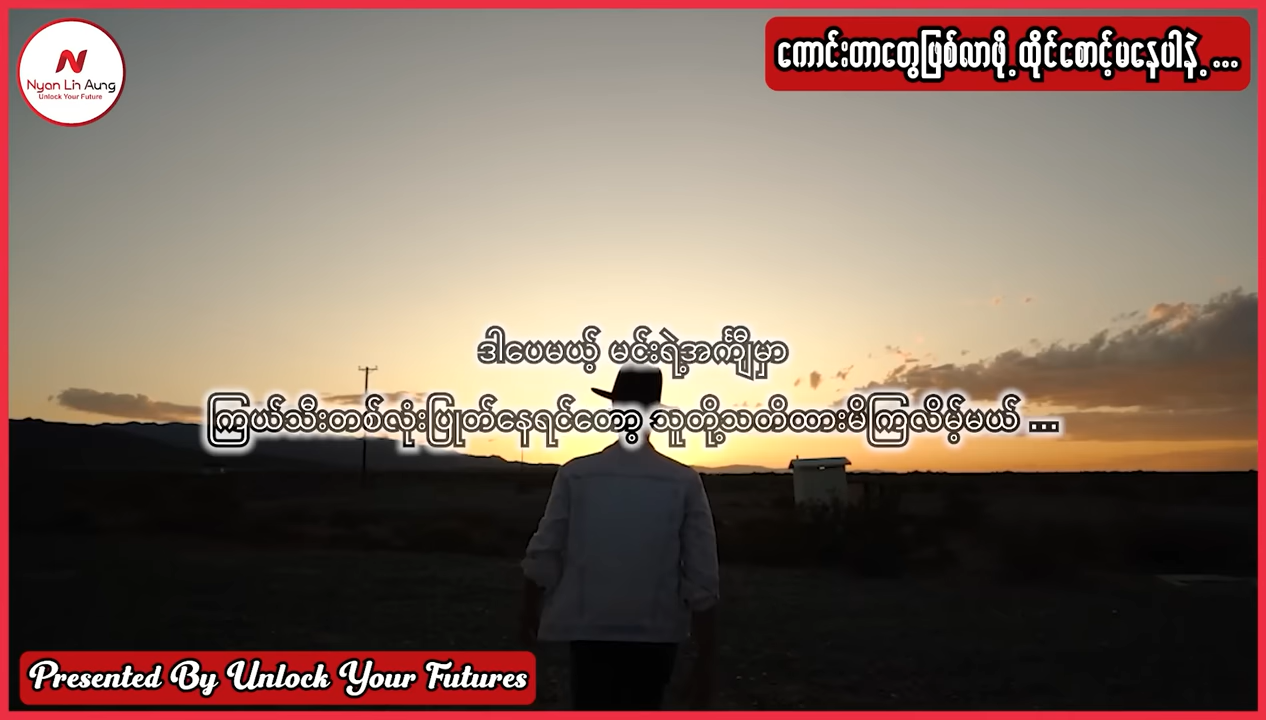 Nyan Lin Aung
Unlock Your Future
ကောင်းတာတွေဖြစ်လာဖို့ ထိုင်စောင့်မနေပါနဲ့ ...
ဒါပေမယ့် မင်းရဲ့အင်္ကျီမှာ
ကြယ်သီးတစ်လုံးပြုတ်နေရင်တော့ သူတို့သတိထားမိကြလိမ့်မယ် ...
Presented By Unlock Your Futures